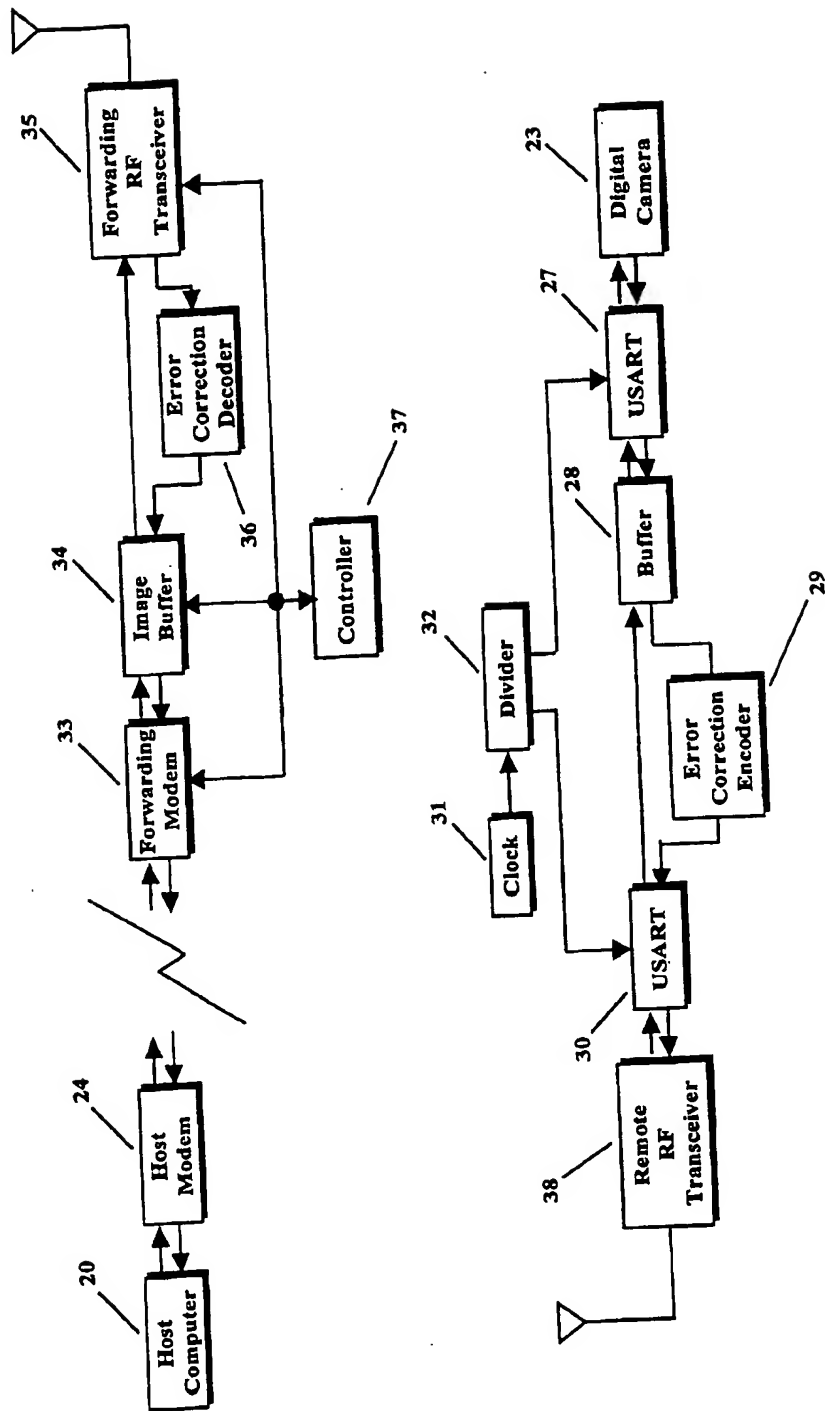 20
Host
Computer
24
Host
Modem
33
Forwarding
Modem
34
Image
Buffer
36
Error
Correction
Decoder
35
Forwarding
RF
Transceiver
37
Controller
38
Remote
RF
Transceiver
30
USART
31
Clock
32
Divider
29
Error
Correction
Encoder
28
Buffer
27
USART
23
Digital
Camera